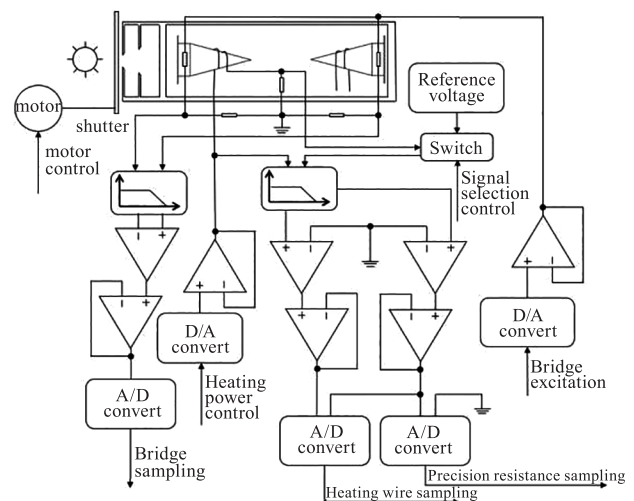 motor
shutter
motor
control
Reference
voltage
Switch
Signal
selection
control
D/A
convert
Heating
power
control
D/A
convert
Bridge
excitation
A/D
convert
Bridge
sampling
A/D
convert
A/D
convert
Precision resistance sampling
Heating wire sampling